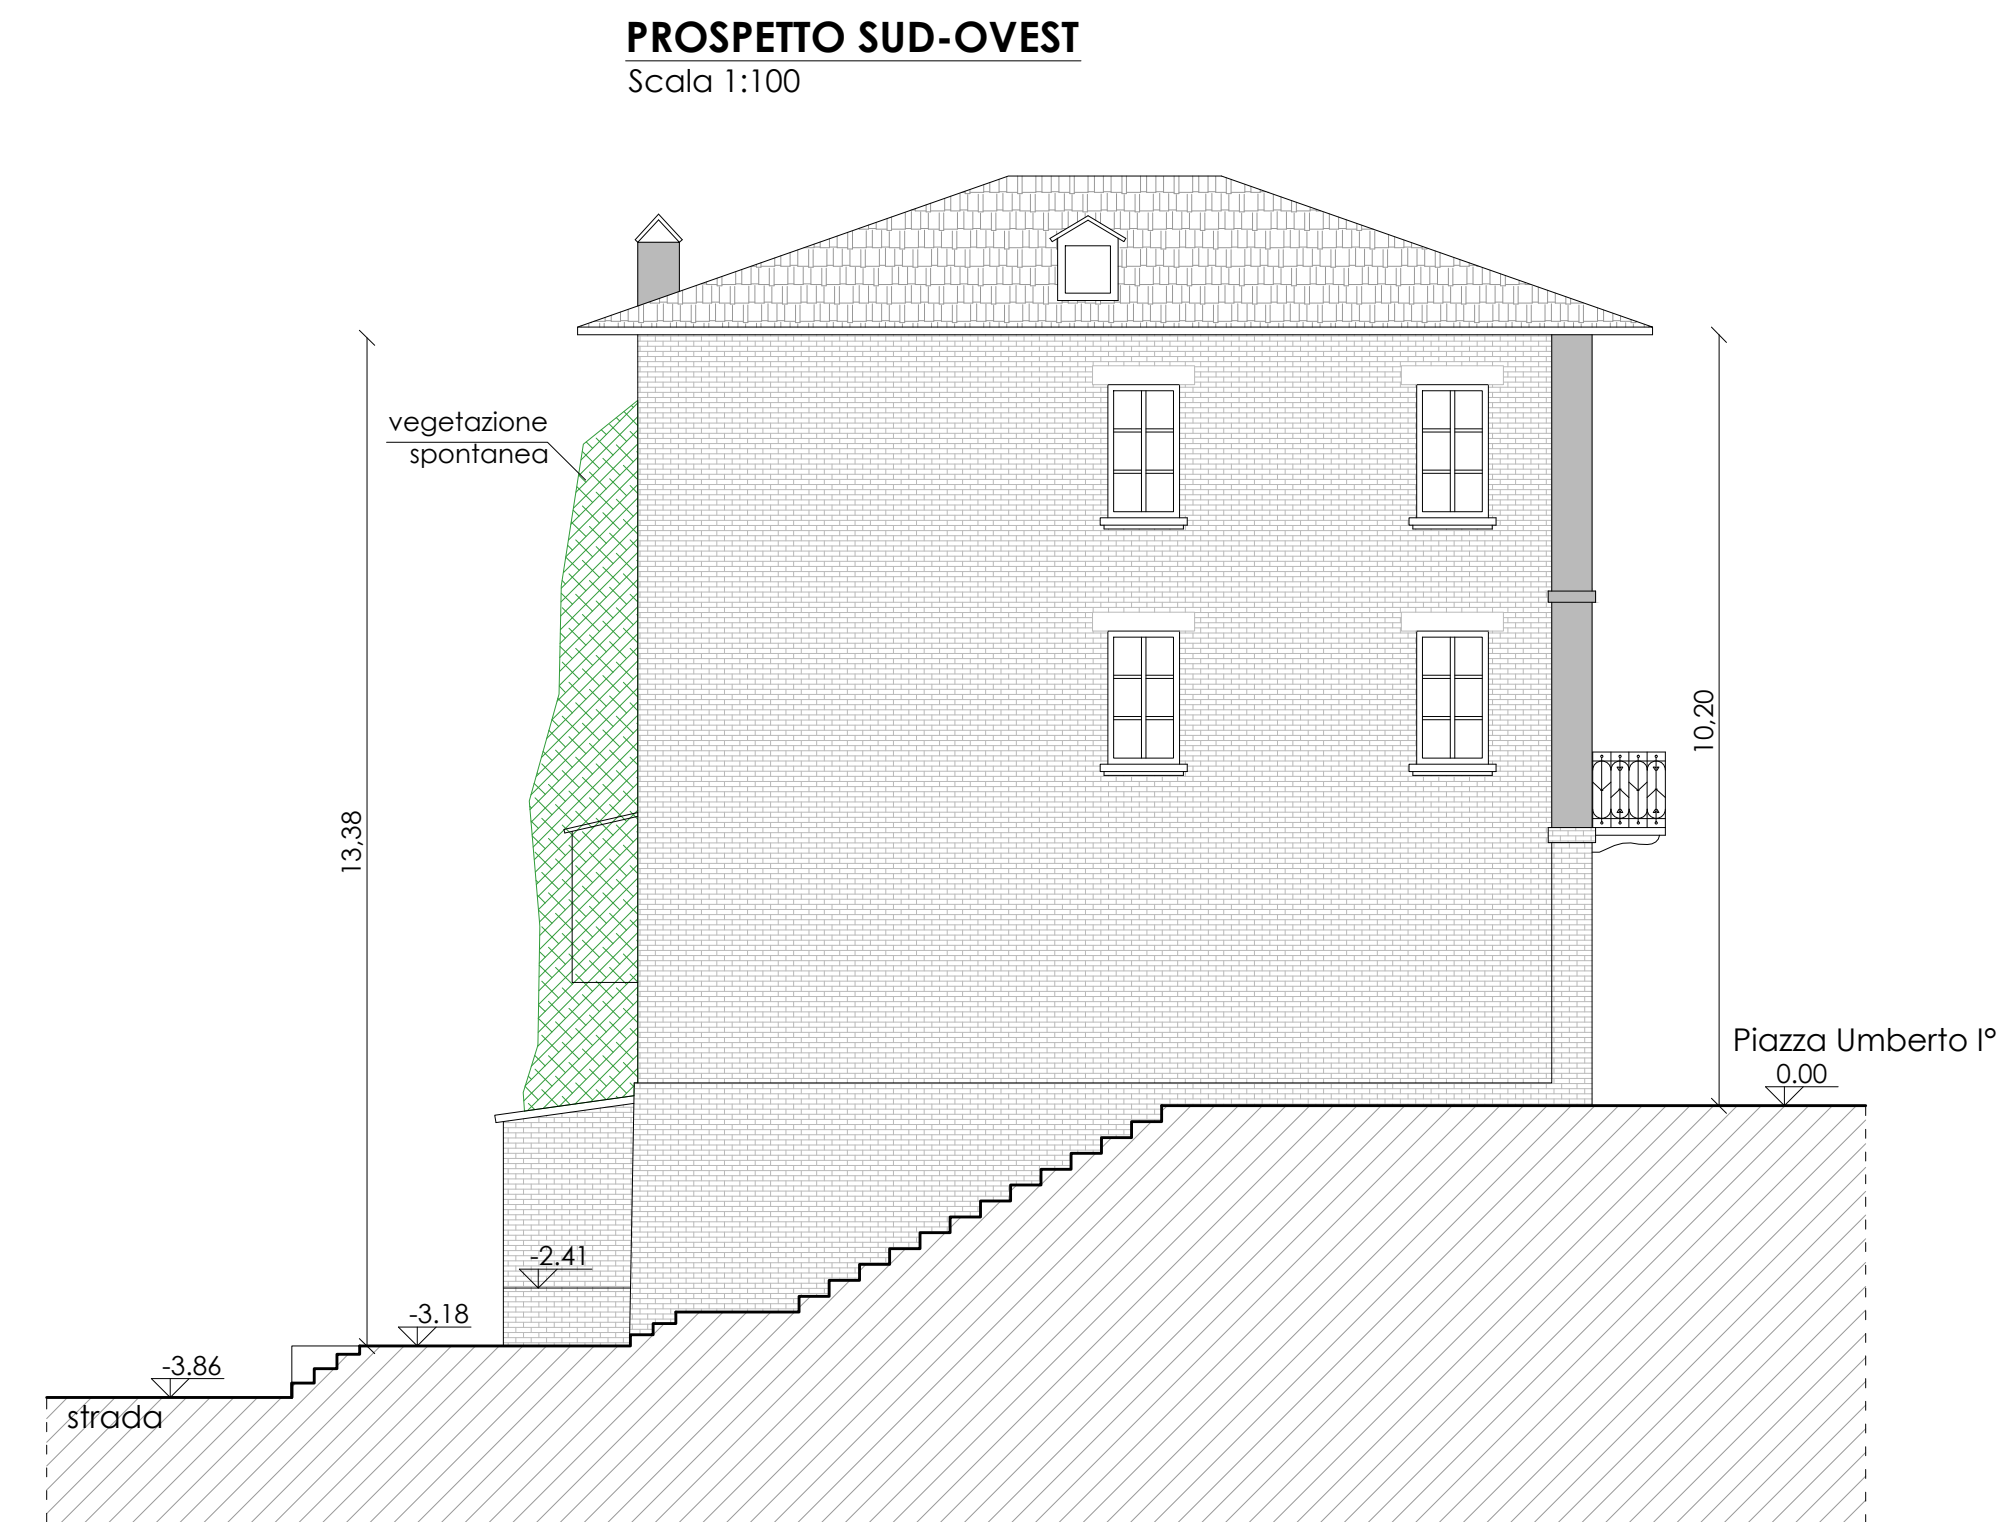 PROSPETTO SUD-OVEST
Scala 1:100
vegetazione
spontanea
10,20
13,38
Piazza Umberto I°
0.00
-2.41
-3.18
-3.86
strada